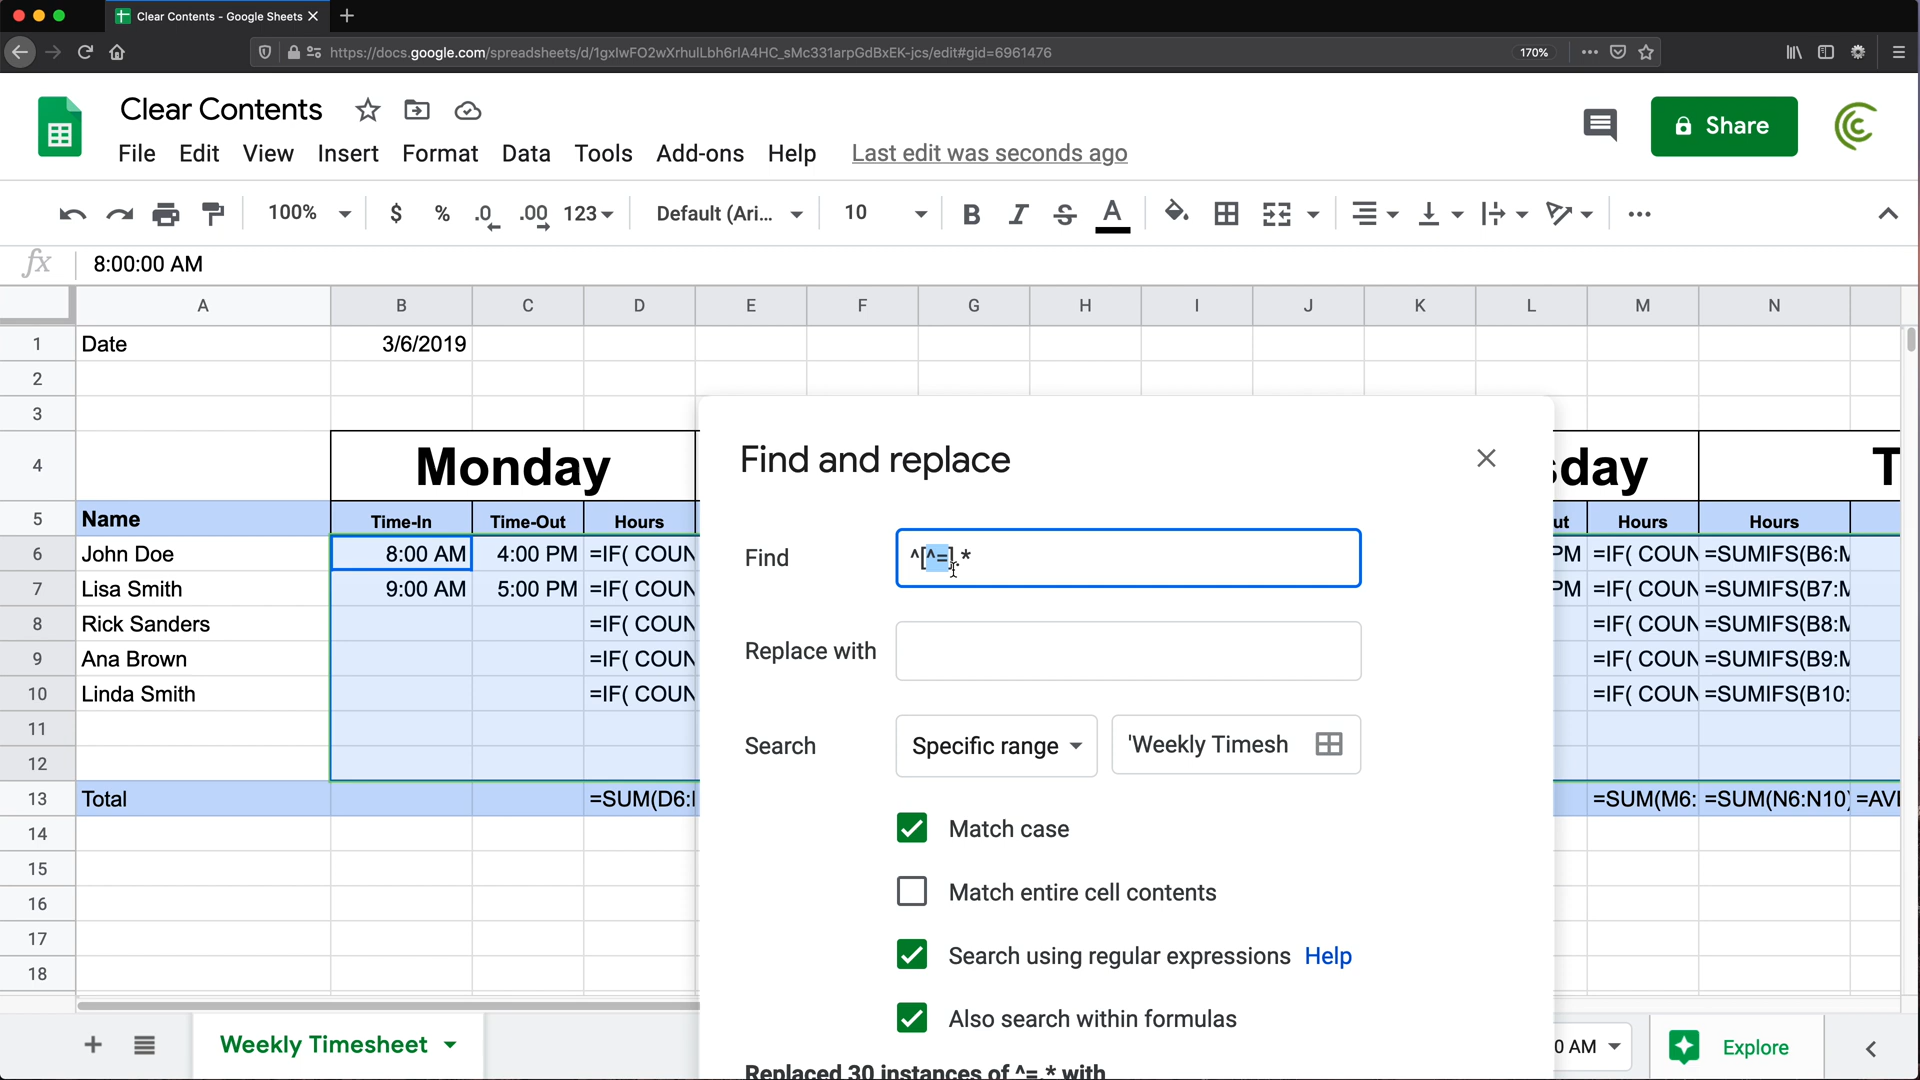 Clear Contents - Google Sheets
https://docs.google.com/spreadsheets/d/1gxIwFO2wXrhulLbh6rIA4HC_sMc331arpGdBxEK-jcs/edit#gid=6961476
170%
Clear Contents
Share
File Edit View Insert Format Data Tools Add-ons Help Last edit was seconds ago
100% $ % .0 .00 123 Default (Ari... 10 B I S A
fx 8:00:00 AM
A B C D E F G H I J K L M N
1 Date 3/6/2019
2
3
4 Monday sday T
5 Name Time-In Time-Out Hours ut Hours Hours
6 John Doe 8:00 AM 4:00 PM =IF( COUN PM =IF( COUN =SUMIFS(B6:M
7 Lisa Smith 9:00 AM 5:00 PM =IF( COUN PM =IF( COUN =SUMIFS(B7:M
8 Rick Sanders =IF( COUN =IF( COUN =SUMIFS(B8:M
9 Ana Brown =IF( COUN =IF( COUN =SUMIFS(B9:M
10 Linda Smith =IF( COUN =IF( COUN =SUMIFS(B10:
11
12
13 Total =SUM(D6: =SUM(M6: =SUM(N6:N10) =AV
14
15
16
17
18
Find and replace
Find ^[^=].*
Replace with
Search Specific range 'Weekly Timesh
Match case
Match entire cell contents
Search using regular expressions Help
Also search within formulas
Replaced 30 instances of ^=.* with
Weekly Timesheet
0 AM
Explore